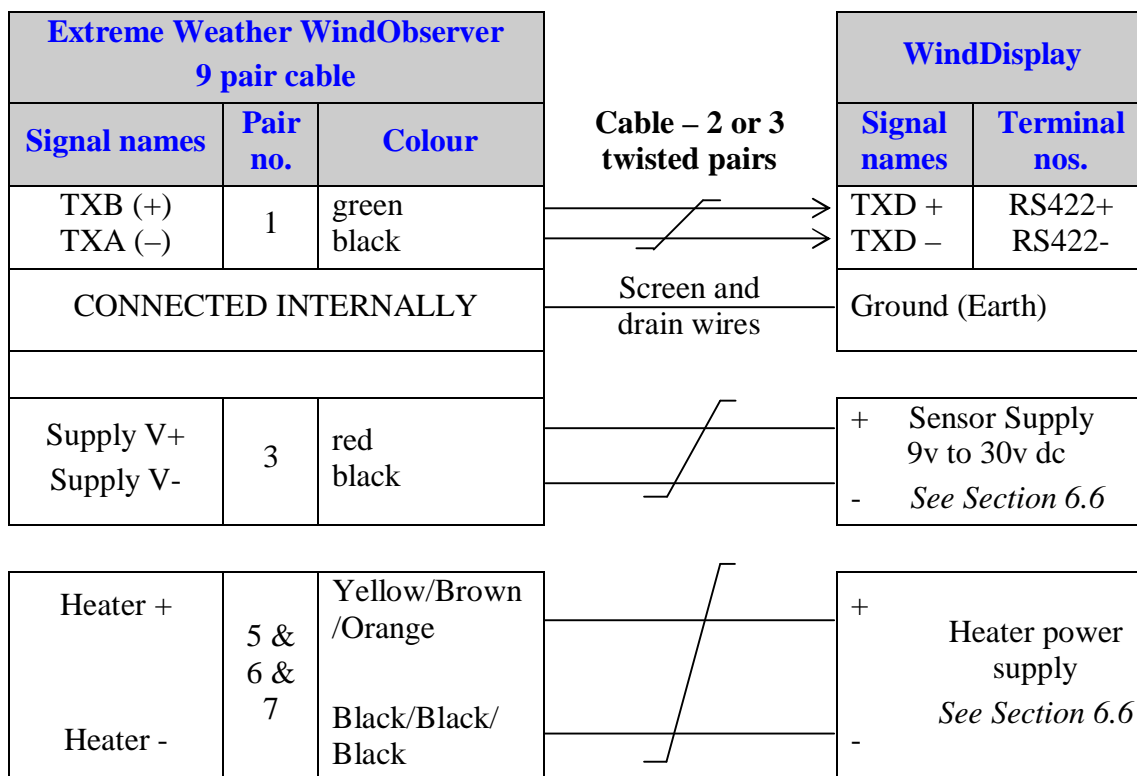 Extreme Weather WindObserver
9 pair cable
WindDisplay
Signal names
Pair
no.
Colour
Cable – 2 or 3
twisted pairs
Signal
names
Terminal
nos.
TXB (+)
TXA (–)
1
green
black
TXD +
TXD –
RS422+
RS422-
CONNECTED INTERNALLY
Screen and
drain wires
Ground (Earth)
Supply V+
Supply V-
3
red
black
+ Sensor Supply
9v to 30v dc
- See Section 6.6
Heater +
Heater -
5 &
6 &
7
Yellow/Brown
/Orange
Black/Black/
Black
+
Heater power
supply
See Section 6.6
-